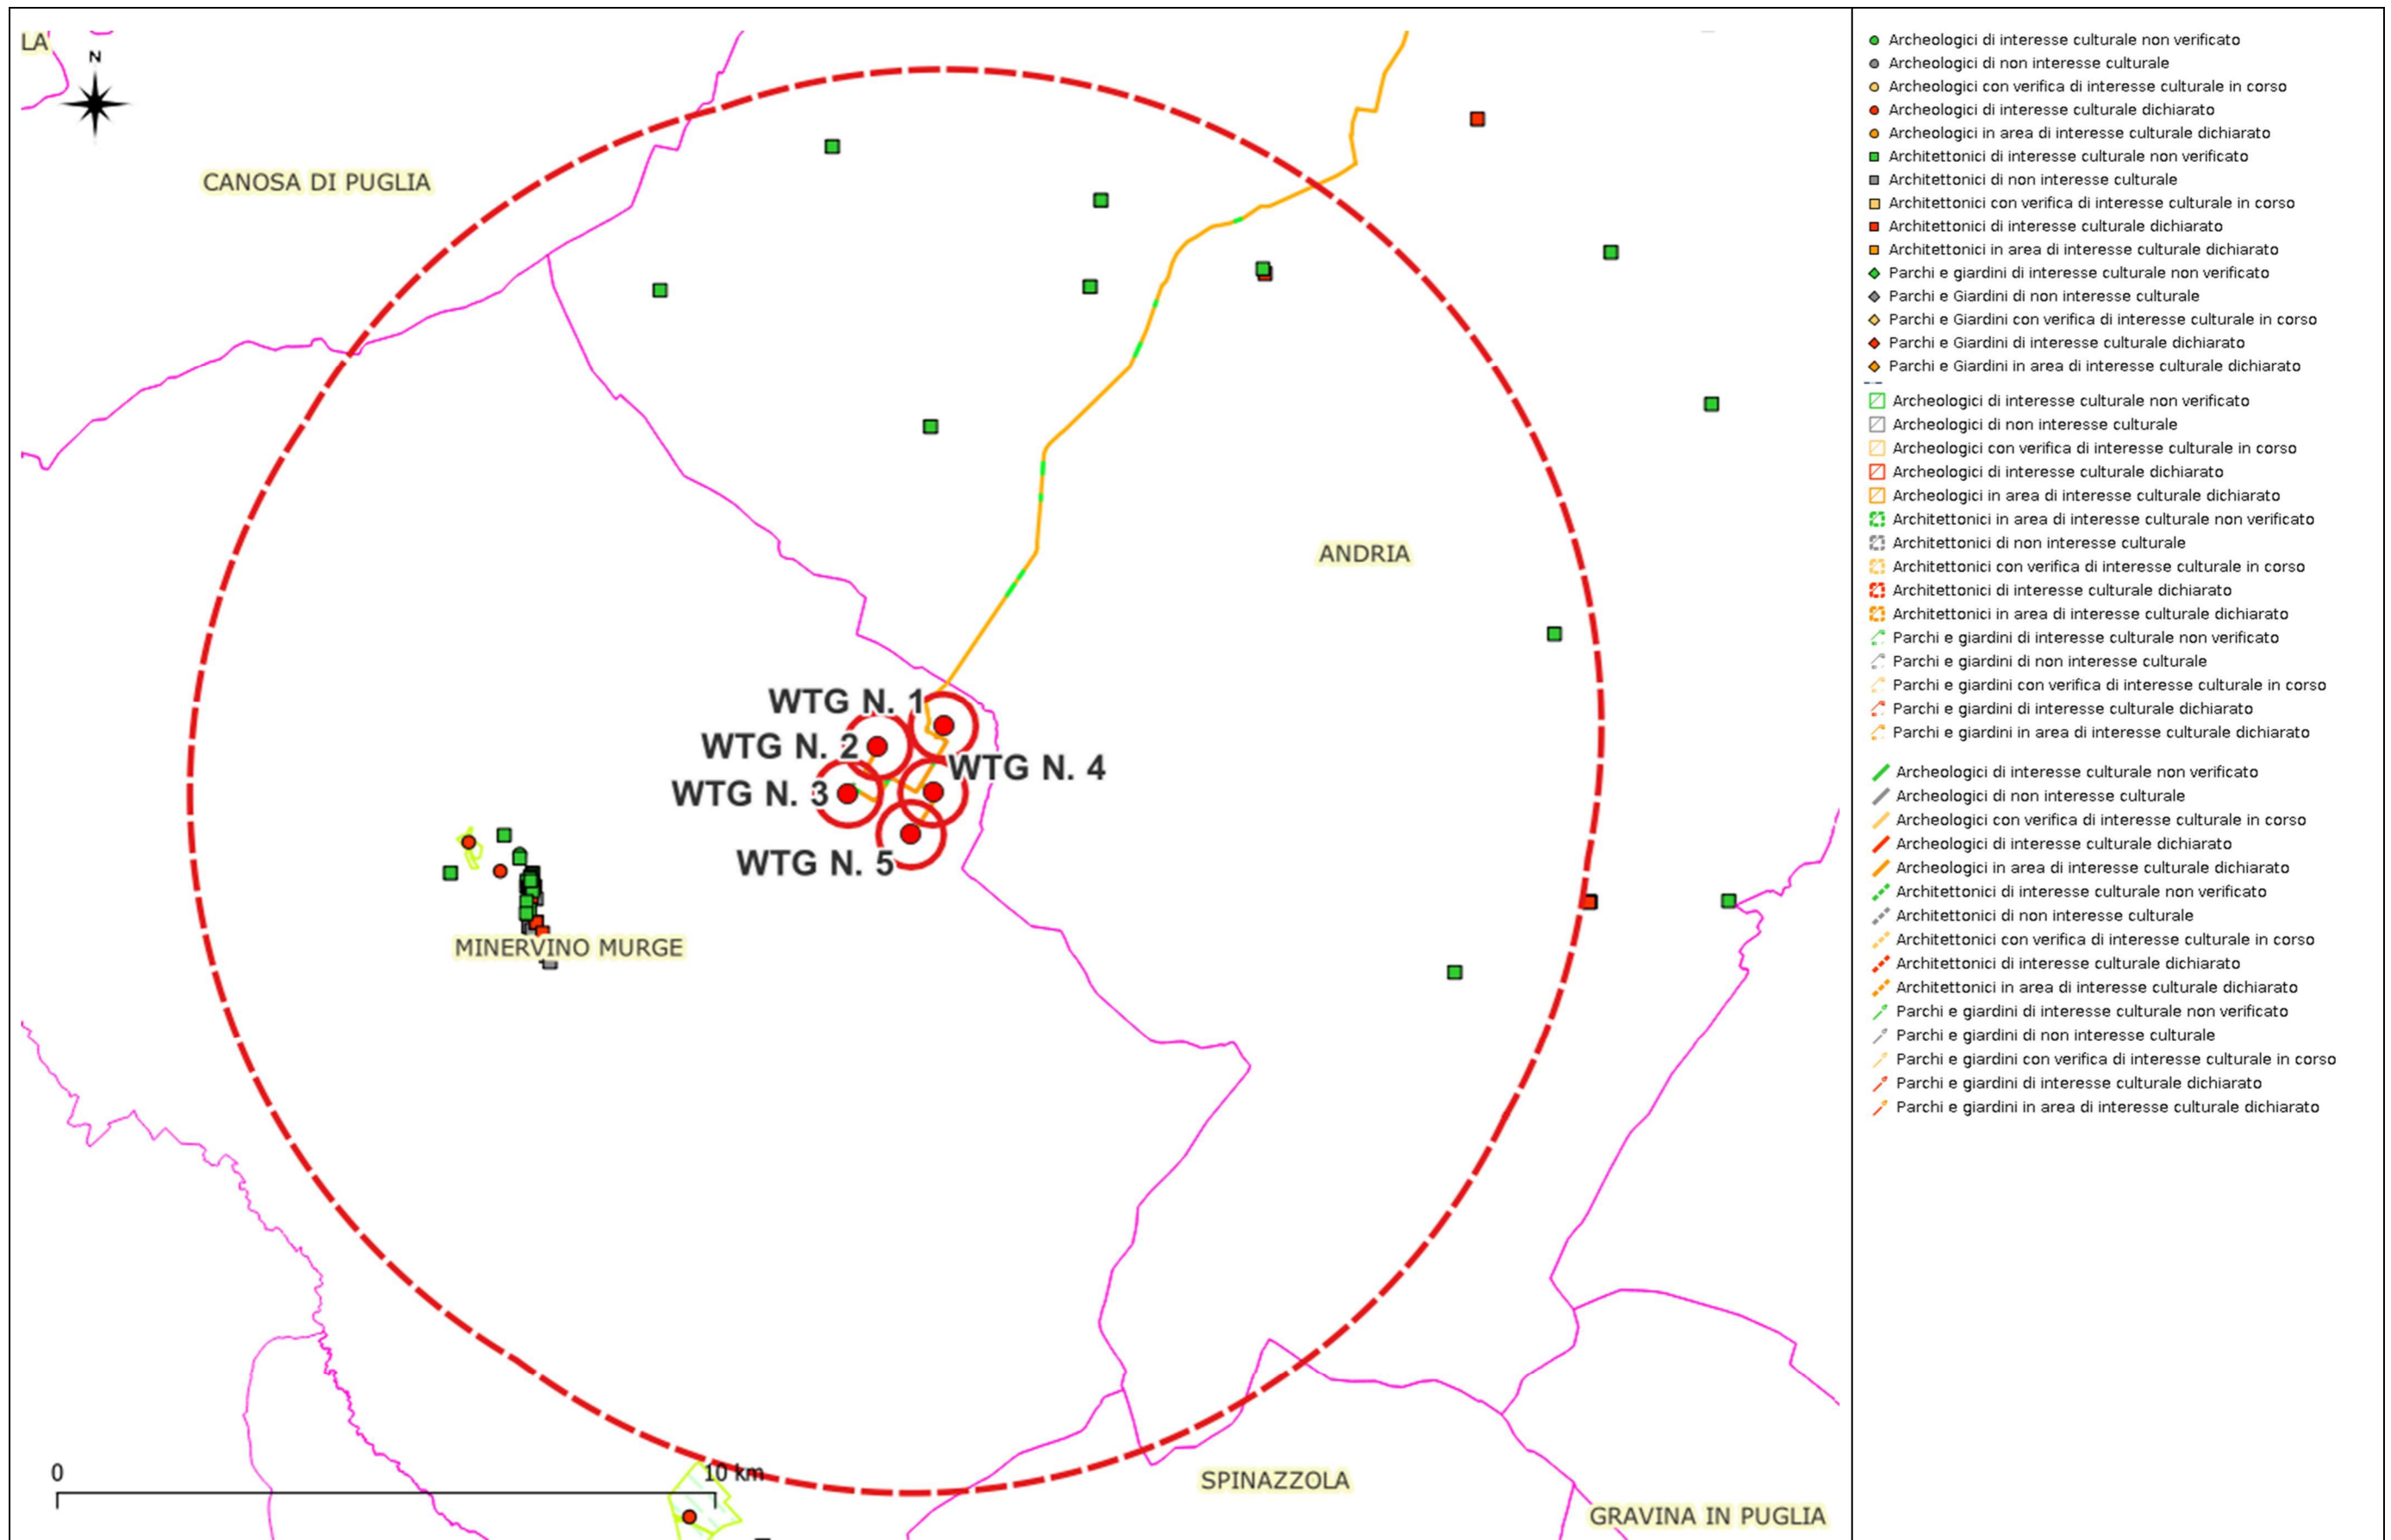 LA
N
CANOSA DI PUGLIA
ANDRIA
WTG N. 1
WTG N. 2
WTG N. 4
WTG N. 3
WTG N. 5
MINERVINO MURGE
0
10 km
SPINAZZOLA
GRAVINA IN PUGLIA
Archeologici di interesse culturale non verificato
Archeologici di non interesse culturale
Archeologici con verifica di interesse culturale in corso
Archeologici di interesse culturale dichiarato
Archeologici in area di interesse culturale dichiarato
Architettonici di interesse culturale non verificato
Architettonici di non interesse culturale
Architettonici con verifica di interesse culturale in corso
Architettonici di interesse culturale dichiarato
Architettonici in area di interesse culturale dichiarato
Parchi e giardini di interesse culturale non verificato
Parchi e Giardini di non interesse culturale
Parchi e Giardini con verifica di interesse culturale in corso
Parchi e Giardini di interesse culturale dichiarato
Parchi e Giardini in area di interesse culturale dichiarato
Archeologici di interesse culturale non verificato
Archeologici di non interesse culturale
Archeologici con verifica di interesse culturale in corso
Archeologici di interesse culturale dichiarato
Archeologici in area di interesse culturale dichiarato
Architettonici in area di interesse culturale non verificato
Architettonici di non interesse culturale
Architettonici con verifica di interesse culturale in corso
Architettonici di interesse culturale dichiarato
Architettonici in area di interesse culturale dichiarato
Parchi e giardini di interesse culturale non verificato
Parchi e giardini di non interesse culturale
Parchi e giardini con verifica di interesse culturale in corso
Parchi e giardini di interesse culturale dichiarato
Parchi e giardini in area di interesse culturale dichiarato
Archeologici di interesse culturale non verificato
Archeologici di non interesse culturale
Archeologici con verifica di interesse culturale in corso
Archeologici di interesse culturale dichiarato
Archeologici in area di interesse culturale dichiarato
Architettonici di interesse culturale non verificato
Architettonici di non interesse culturale
Architettonici con verifica di interesse culturale in corso
Architettonici di interesse culturale dichiarato
Architettonici in area di interesse culturale dichiarato
Parchi e giardini di interesse culturale non verificato
Parchi e giardini di non interesse culturale
Parchi e giardini con verifica di interesse culturale in corso
Parchi e giardini di interesse culturale dichiarato
Parchi e giardini in area di interesse culturale dichiarato